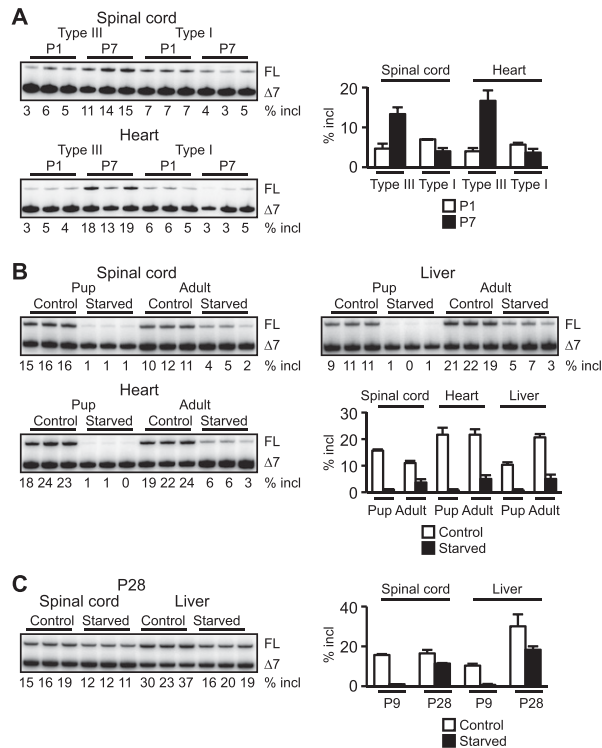 A
Spinal cord
Type III Type I
P1 P7 P1 P7
FL
Δ7
3 6 5 11 14 15 7 7 7 4 3 5 % incl
Heart
Type III Type I
P1 P7 P1 P7
FL
Δ7
3 5 4 18 13 19 6 6 5 3 3 5 % incl
Spinal cord Heart
20
10
0
% incl
Type III Type I Type III Type I
P1
P7
B
Spinal cord
Pup Adult
Control Starved Control Starved
FL
Δ7
15 16 16 1 1 1 10 12 11 4 5 2 % incl
Liver
Pup Adult
Control Starved Control Starved
FL
Δ7
9 11 11 1 0 1 21 22 19 5 7 3 % incl
Heart
Pup Adult
Control Starved Control Starved
FL
Δ7
18 24 23 1 1 0 19 22 24 6 6 3 % incl
Spinal cord Heart Liver
30
20
10
0
% incl
Pup Adult Pup Adult Pup Adult
Control
Starved
C
P28
Spinal cord Liver
Control Starved Control Starved
FL
Δ7
15 16 19 12 12 11 30 23 37 16 20 19 % incl
Spinal cord Liver
40
20
0
% incl
P9 P28 P9 P28
Control
Starved